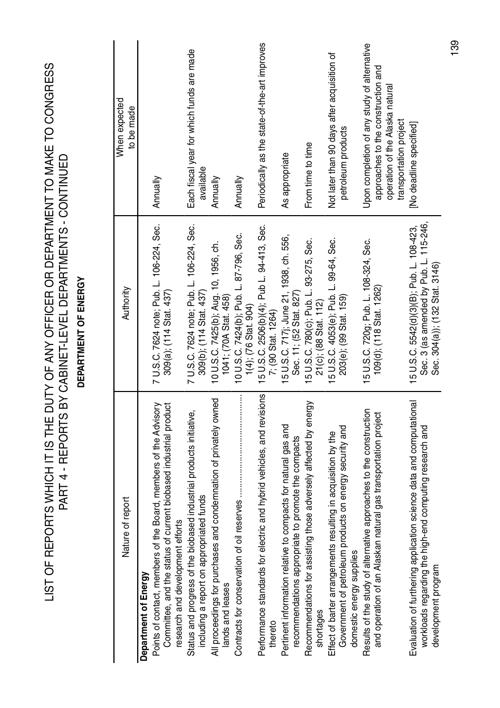 LIST OF REPORTS WHICH IT IS THE DUTY OF ANY OFFICER OR DEPARTMENT TO MAKE TO CONGRESS
PART 4 - REPORTS BY CABINET-LEVEL DEPARTMENTS - CONTINUED
DEPARTMENT OF ENERGY
Nature of report
Authority
When expected
to be made
Department of Energy
Points of contact, members of the Board, members of the Advisory
Committee, and the status of current biobased industrial product
research and development efforts
7 U.S.C. 7624 note; Pub. L. 106-224, Sec.
309(a); (114 Stat. 437)
Annually
Status and progress of the biobased industrial products initiative,
including a report on appropriated funds
7 U.S.C. 7624 note; Pub. L. 106-224, Sec.
309(b); (114 Stat. 437)
Each fiscal year for which funds are made
available
All proceedings for purchases and condemnation of privately owned
lands and leases
10 U.S.C. 7425(b); Aug. 10, 1956, ch.
1041; (70A Stat. 458)
Annually
Contracts for conservation of oil reserves
10 U.S.C. 7424(b); Pub. L. 87-796, Sec.
1(4); (76 Stat. 904)
Annually
Performance standards for electric and hybrid vehicles, and revisions
thereto
15 U.S.C. 2506(b)(4); Pub L. 94-413, Sec.
7; (90 Stat. 1264)
Periodically as the state-of-the-art improves
Pertinent information relative to compacts for natural gas and
recommendations appropriate to promote the compacts
15 U.S.C. 717j; June 21, 1938, ch. 556,
Sec. 11; (52 Stat. 827)
As appropriate
Recommendations for assisting those adversely affected by energy
shortages
15 U.S.C. 780(c); Pub. L. 93-275, Sec.
21(c); (88 Stat. 112)
From time to time
Effect of barter arrangements resulting in acquisition by the
Government of petroleum products on energy security and
domestic energy supplies
15 U.S.C. 4053(e); Pub. L. 99-64, Sec.
203(e); (99 Stat. 159)
Not later than 90 days after acquisition of
petroleum products
Results of the study of alternative approaches to the construction
and operation of an Alaskan natural gas transportation project
15 U.S.C. 720g; Pub. L. 108-324, Sec.
109(d); (118 Stat. 1262)
Upon completion of any study of alternative
approaches to the construction and
operation of the Alaska natural
transportation project
Evaluation of furthering application science data and computational
workloads regarding the high-end computing research and
development program
15 U.S.C. 5542(d)(3)(B); Pub. L. 108-423,
Sec. 3 (as amended by Pub. L. 115-246,
Sec. 304(a)); (132 Stat. 3146)
[No deadline specified]
139